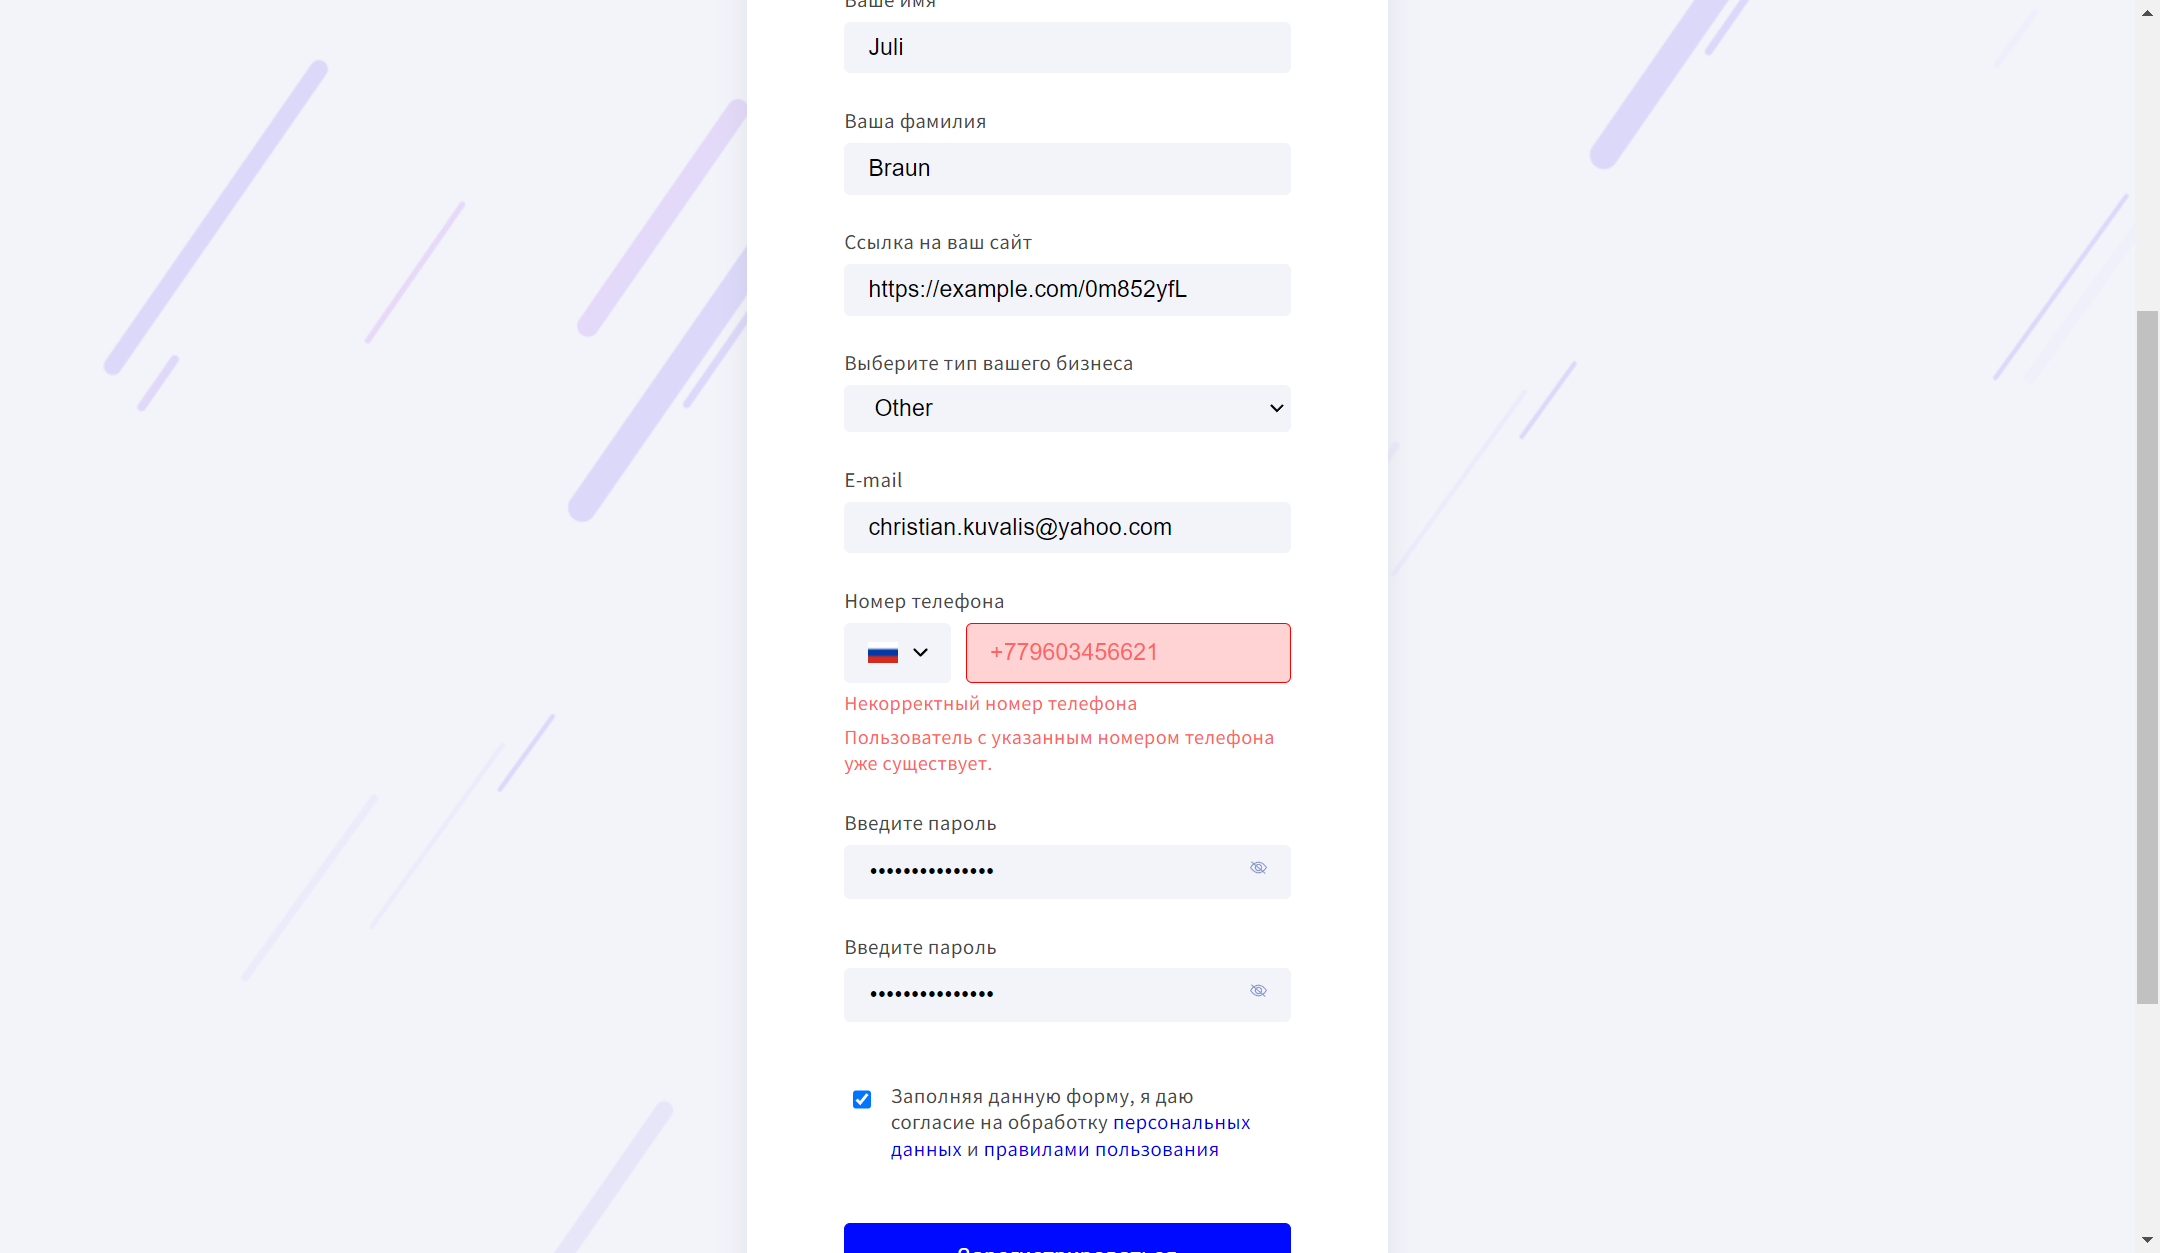 Ваше имя
Juli
Ваша фамилия
Braun
Ссылка на ваш сайт
https://example.com/0m852yfL
Выберите тип вашего бизнеса
Other
E-mail
christian.kuvalis@yahoo.com
Номер телефона
+779603456621
Некорректный номер телефона
Пользователь с указанным номером телефона
уже существует.
Введите пароль
•••••••••••••••
Введите пароль
•••••••••••••••
Заполняя данную форму, я даю
согласие на обработку персональных
данных и правилами пользования
Зарегистрироваться